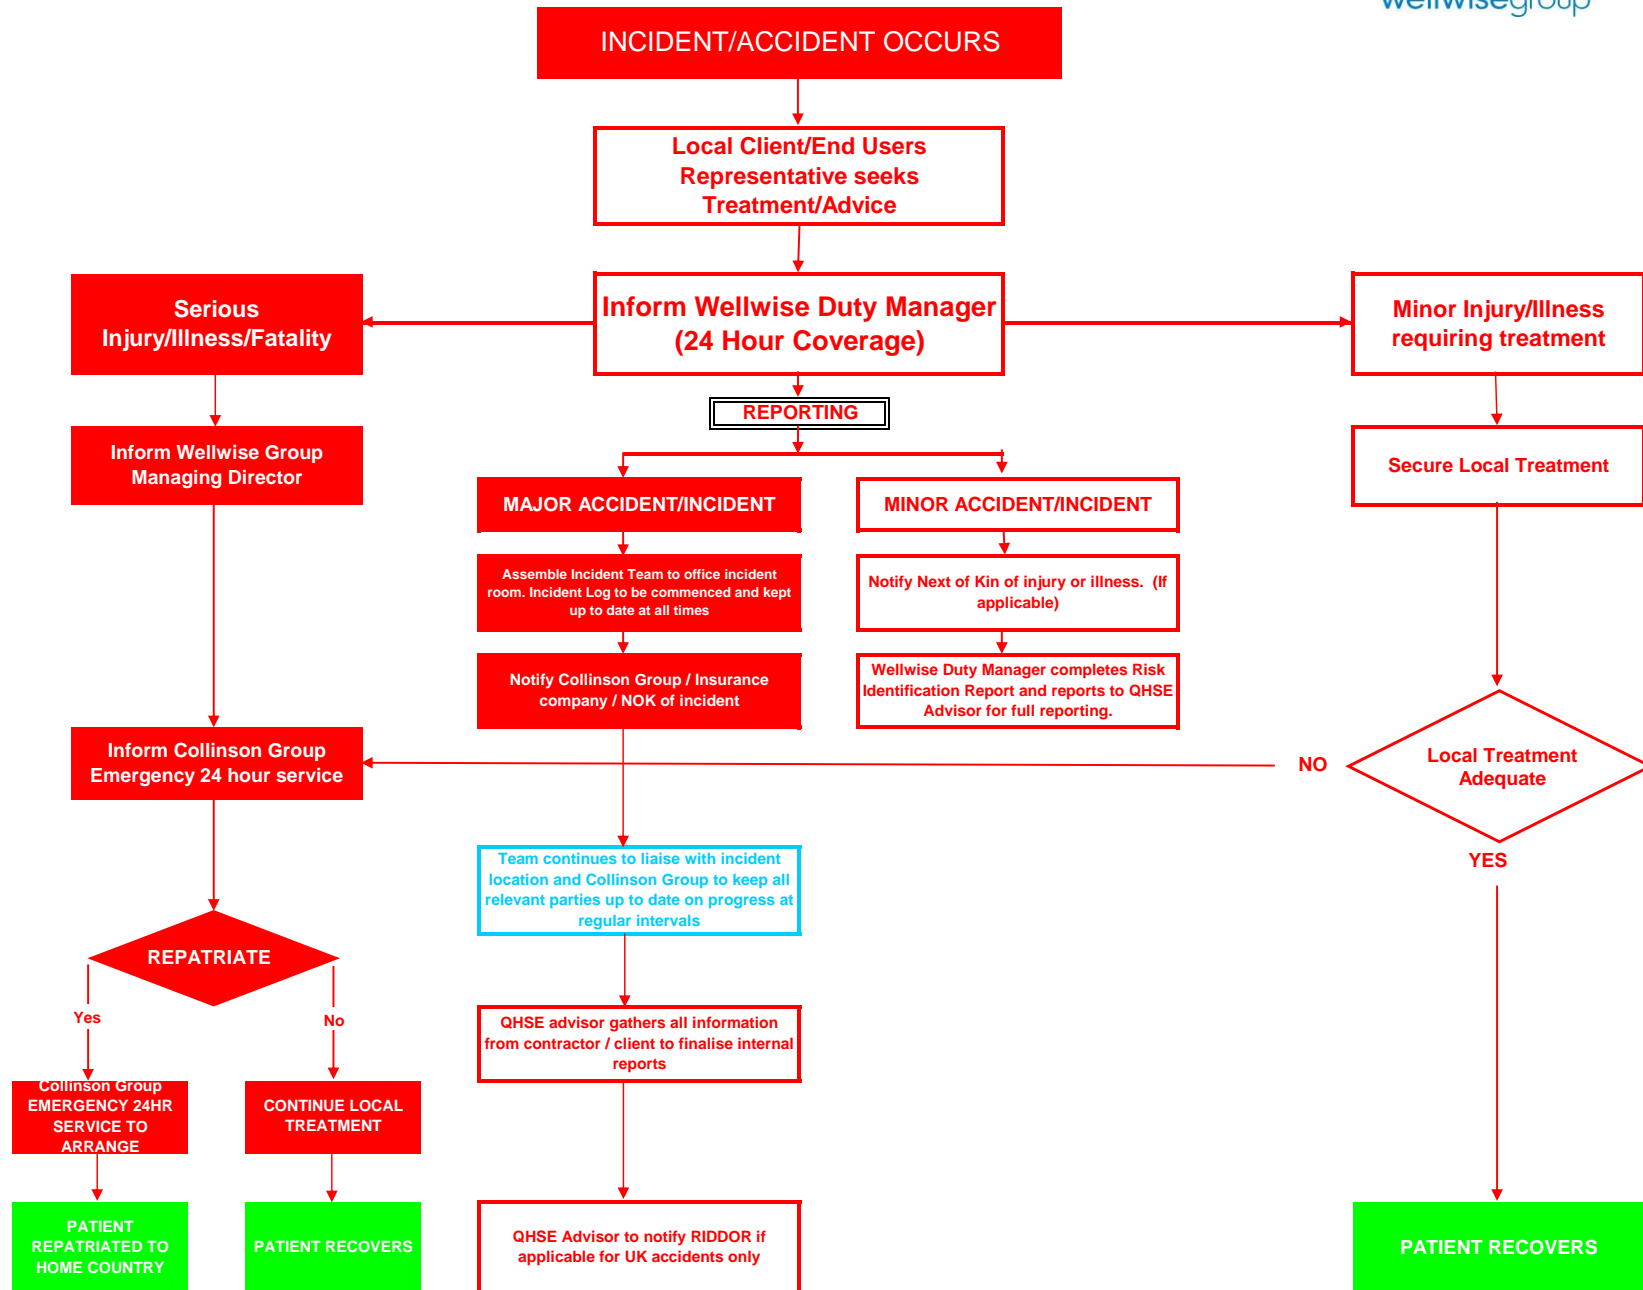 wellwisegroup
INCIDENT/ACCIDENT OCCURS
Local Client/End Users
Representative seeks
Treatment/Advice
Serious
Injury/Illness/Fatality
Inform Wellwise Duty Manager
(24 Hour Coverage)
Minor Injury/Illness
requiring treatment
REPORTING
Inform Wellwise Group
Managing Director
Secure Local Treatment
MAJOR ACCIDENT/INCIDENT
MINOR ACCIDENT/INCIDENT
Assemble Incident Team to office incident
room. Incident Log to be commenced and kept
up to date at all times
Notify Next of Kin of injury or illness.  (If
applicable)
Notify Collinson Group / Insurance
company / NOK of incident
Wellwise Duty Manager completes Risk
Identification Report and reports to QHSE
Advisor for full reporting.
Inform Collinson Group
Emergency 24 hour service
NO
Local Treatment
Adequate
YES
Team continues to liaise with incident
location and Collinson Group to keep all
relevant parties up to date on progress at
regular intervals
REPATRIATE
Yes
No
QHSE advisor gathers all information
from contractor / client to finalise internal
reports
Collinson Group
EMERGENCY 24HR
SERVICE TO
ARRANGE
CONTINUE LOCAL
TREATMENT
PATIENT
REPATRIATED TO
HOME COUNTRY
PATIENT RECOVERS
QHSE Advisor to notify RIDDOR if
applicable for UK accidents only
PATIENT RECOVERS